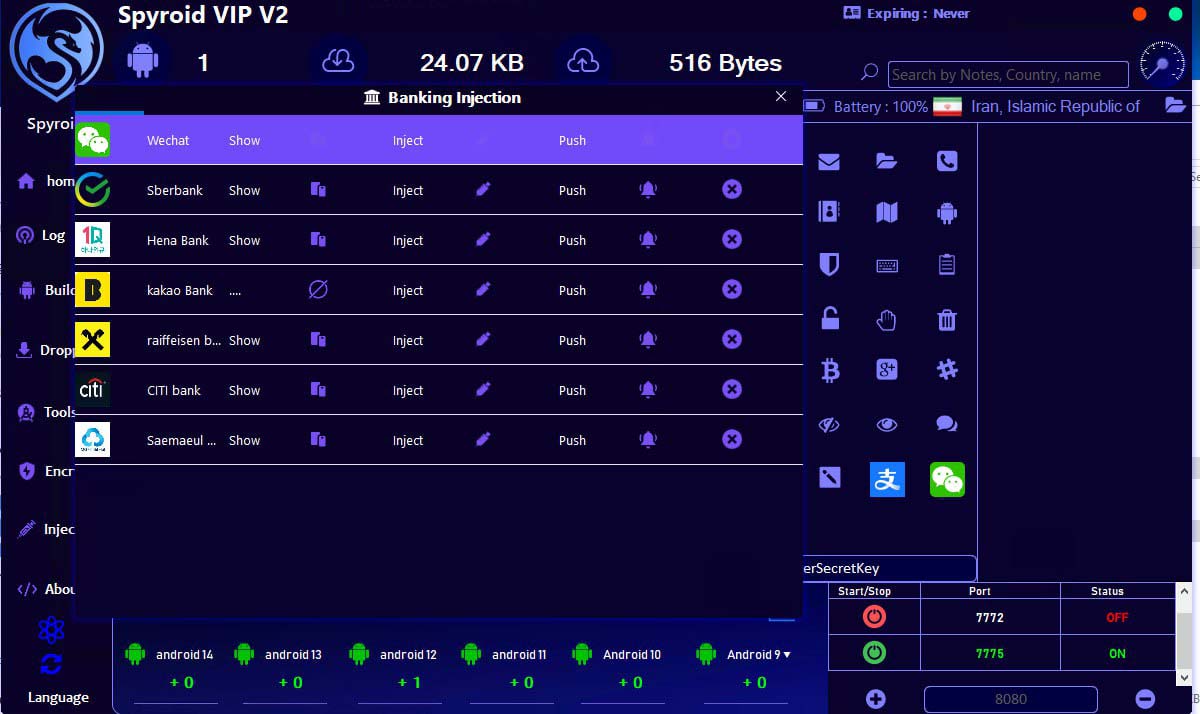 Spyroid VIP V2
Expiring : Never
1
24.07 KB
516 Bytes
Search by Notes, Country, name
Banking Injection
Battery : 100%
Iran, Islamic Republic of
Spyroi
Wechat Show Inject Push
Sberbank Show Inject Push
Hena Bank Show Inject Push
kakao Bank .... Inject Push
raiffeisen b... Show Inject Push
CITI bank Show Inject Push
Saemaeul ... Show Inject Push
hom
Log
Build
Dropp
Tools
Encr
Injec
Abou
Language
1Q
citi
支
erSecretKey
Start/Stop Port Status
7772 OFF
7775 ON
8080
android 14
android 13
android 12
android 11
Android 10
Android 9
+ 0
+ 0
+ 1
+ 0
+ 0
+ 0